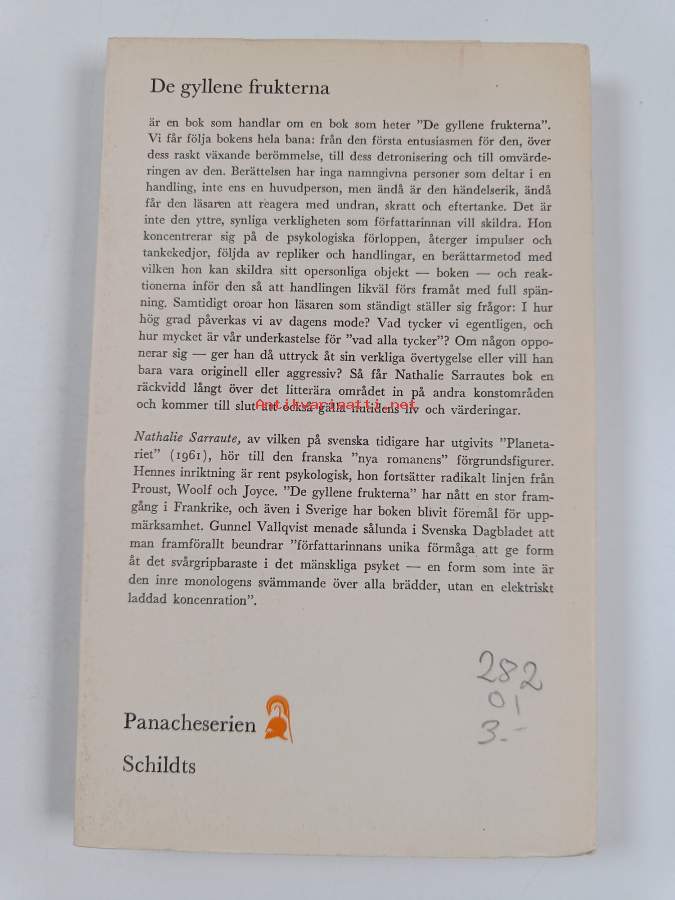 De gyllene frukterna
är en bok som handlar om en bok som heter ”De gyllene frukterna”.
Vi får följa bokens hela bana: från den första entusiasmen för den, över
dess raskt växande berömmelse, till dess detronisering och till omvärde-
ringen av den. Berättelsen har inga namngivna personer som deltar i en
handling, inte ens en huvudperson, men ändå är den händelserik, ändå
får den läsaren att reagera med undran, skratt och eftertanke. Det är
inte den yttre, synliga verkligheten som författarinnan vill skildra. Hon
koncentrerar sig på de psykologiska förloppen, återger impulser och
tankekedjor, följda av repliker och handlingar, en berättarmetod med
vilken hon kan skildra sitt opersonliga objekt — boken — och reak-
tionerna inför den så att handlingen likväl förs framåt med full spän-
ning. Samtidigt oroar hon läsaren som ständigt ställer sig frågor: I hur
hög grad påverkas vi av dagens mode? Vad tycker vi egentligen, och
hur mycket är vår underkastelse för ”vad alla tycker”? Om någon oppo-
nerar sig — ger han då uttryck åt sin verkliga övertygelse eller vill han
bara vara originell eller aggressiv? Så får Nathalie Sarrautes bok en
räckvidd långt över det litterära området in på andra konstområden
och kommer till slut att också gälla nutidens liv och värderingar.
Antikvariaatti.net
Nathalie Sarraute, av vilken på svenska tidigare har utgivits ”Planeta-
riet” (1961), hör till den franska ”nya romanens” förgrundsfigurer.
Hennes inriktning är rent psykologisk, hon fortsätter radikalt linjen från
Proust, Woolf och Joyce. ”De gyllene frukterna” har nått en stor fram-
gång i Frankrike, och även i Sverige har boken blivit föremål för upp-
märksamhet. Gunnel Vallqvist menade sålunda i Svenska Dagbladet att
man framförallt beundrar ”författarinnans unika förmåga att ge form
åt det svårgripbaraste i det mänskliga psyket — en form som inte är
den inre monologens svämmande över alla brädder, utan en elektriskt
laddad koncenration”.
282
01
3.-
Panacheserien
Schildts